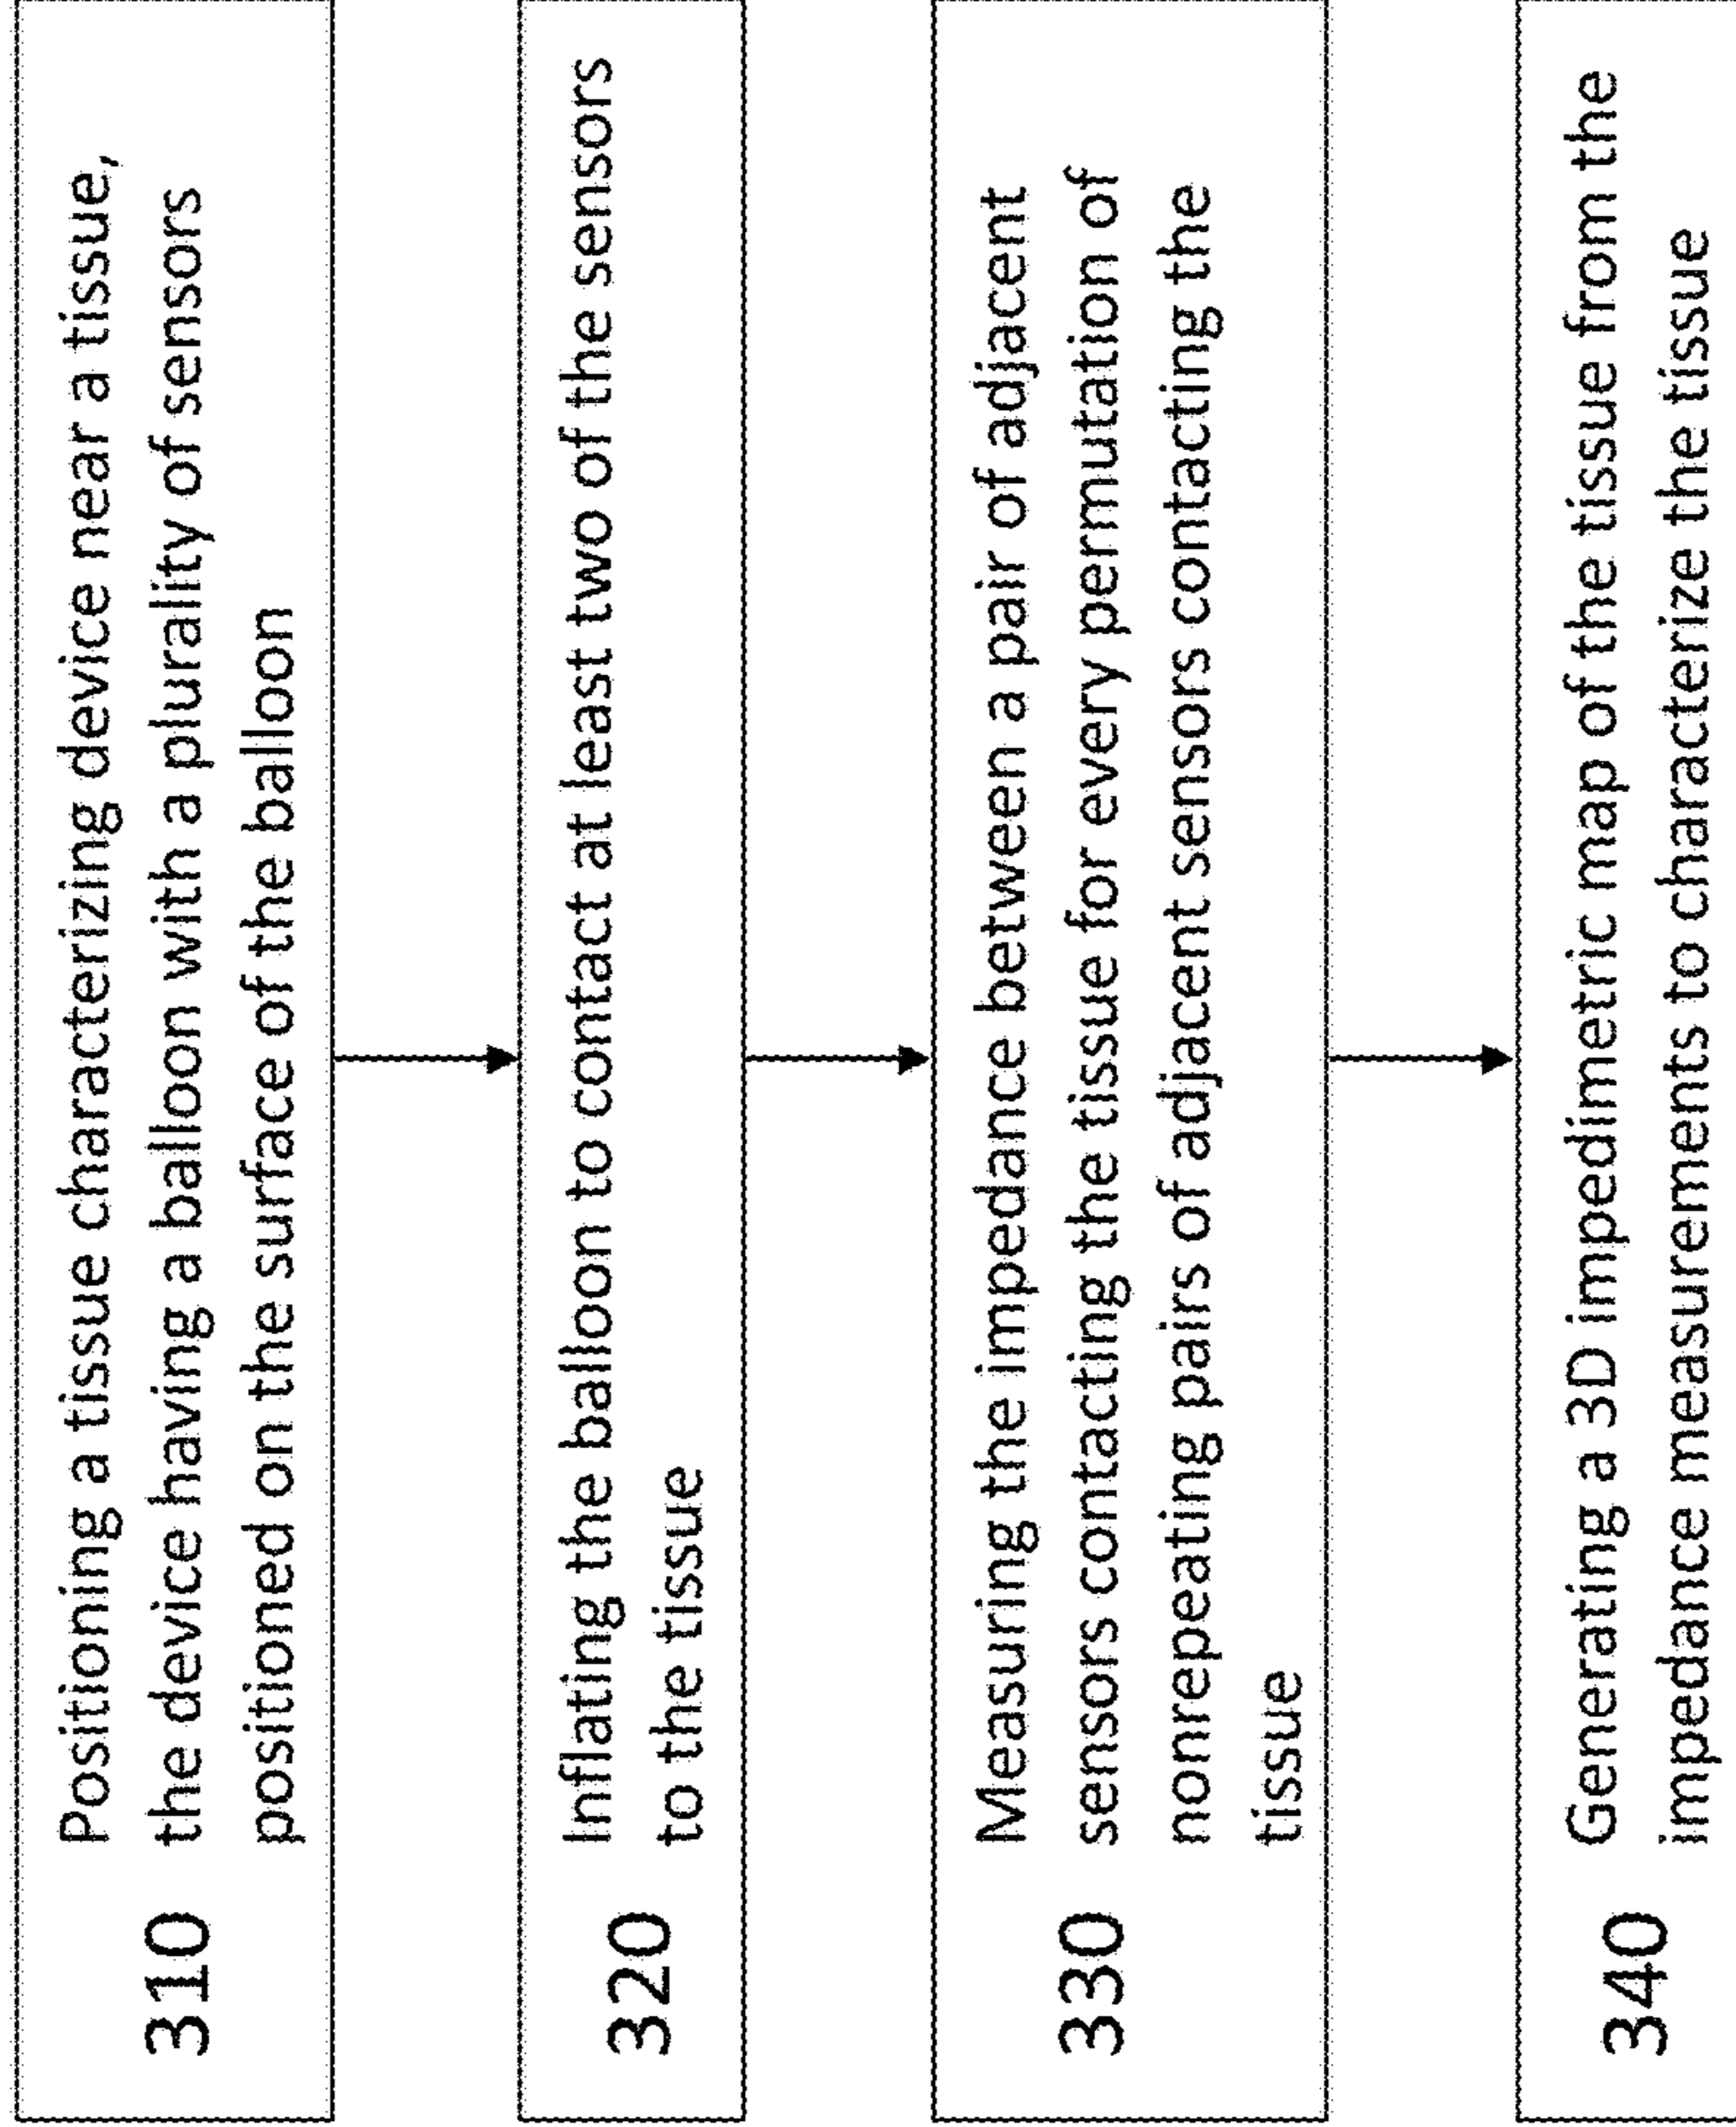 310
Positioning a tissue characterizing device near a tissue,
the device having a balloon with a plurality of sensors
positioned on the surface of the balloon
320
Inflating the balloon to contact at least two of the sensors
to the tissue
330
Measuring the impedance between a pair of adjacent
sensors contacting the tissue for every permutation of
nonrepeating pairs of adjacent sensors contacting the
tissue
340
Generating a 3D impedimetric map of the tissue from the
impedance measurements to characterize the tissue